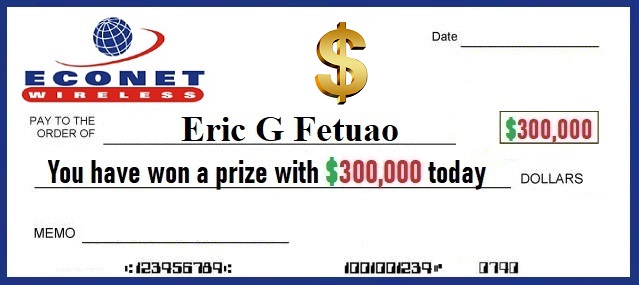 Date
ECONET
WIRELESS
PAY TO THE
ORDER OF
Eric G Fetuao
$300,000
You have won a prize with $300,000 today
DOLLARS
MEMO
⑆123956789⑆ 1001001239⑈ 0790